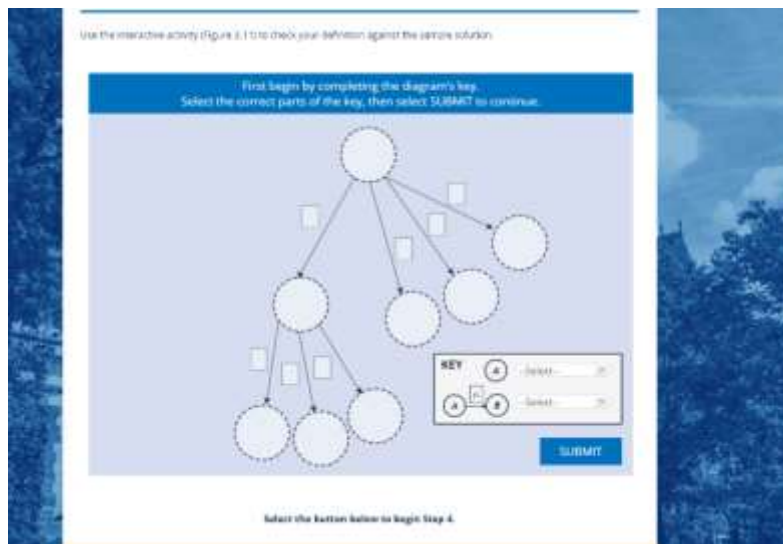 Use the interactive activity (Figure 3.11) to check your definition against the sample solution.
First begin by completing the diagram's key.
Select the correct parts of the key, then select SUBMIT to continue.
KEY
A
--Select--
A
B
--Select--
SUBMIT
Select the button below to begin Step 4.